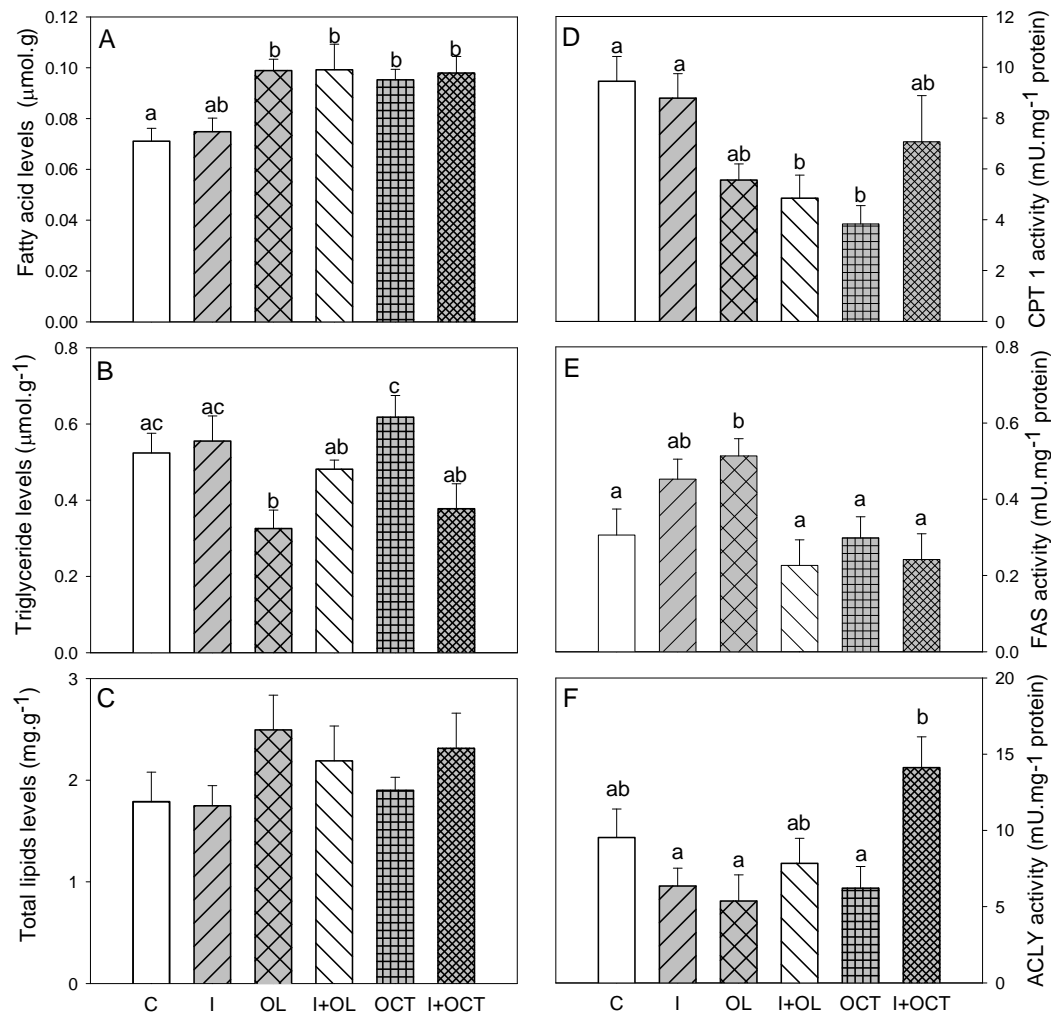 A
Fatty acid levels (μmol.g)
0.12
0.10
0.08
0.06
0.04
0.02
0.00
a
ab
b
b
b
b
D
CPT 1 activity (mU.mg-1 protein)
12
10
8
6
4
2
0
a
a
ab
b
b
ab
B
Triglyceride levels (μmol.g-1)
0.8
0.6
0.4
0.2
0.0
ac
ac
b
ab
c
ab
E
FAS activity (mU.mg-1 protein)
0.8
0.6
0.4
0.2
0.0
a
ab
b
a
a
a
C
Total lipids levels (mg.g-1)
3
2
1
0
C
I
OL
I+OL
OCT
I+OCT
F
ACLY activity (mU.mg-1 protein)
20
15
10
5
0
ab
a
a
ab
a
b
C
I
OL
I+OL
OCT
I+OCT